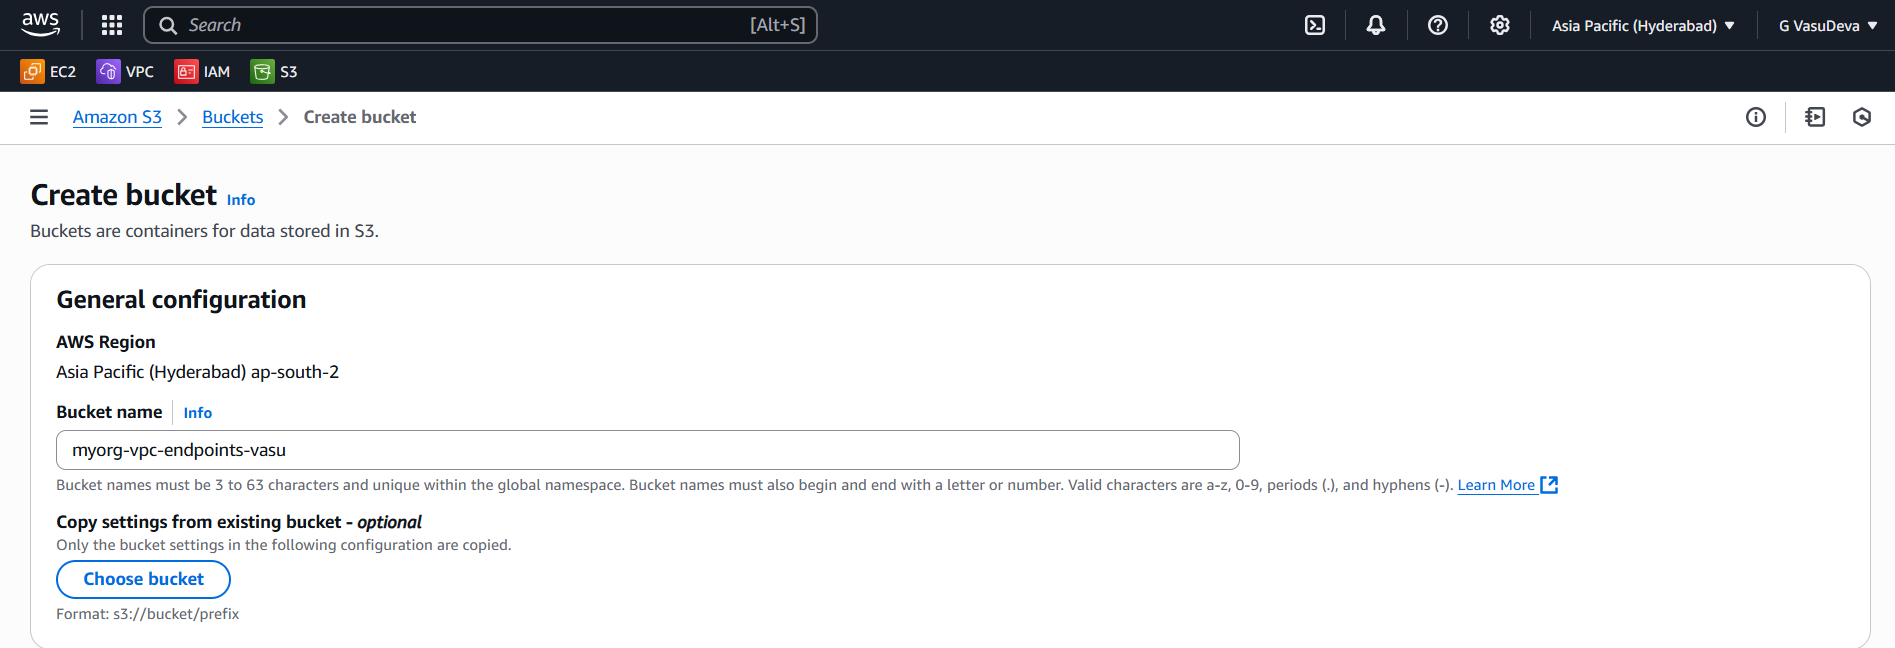 aws Search [Alt+S] Asia Pacific (Hyderabad) G VasuDeva
EC2 VPC IAM S3
Amazon S3 Buckets Create bucket
Create bucket Info
Buckets are containers for data stored in S3.
General configuration
AWS Region
Asia Pacific (Hyderabad) ap-south-2
Bucket name Info
myorg-vpc-endpoints-vasu
Bucket names must be 3 to 63 characters and unique within the global namespace. Bucket names must also begin and end with a letter or number. Valid characters are a-z, 0-9, periods (.), and hyphens (-). Learn More
Copy settings from existing bucket - optional
Only the bucket settings in the following configuration are copied.
Choose bucket
Format: s3://bucket/prefix